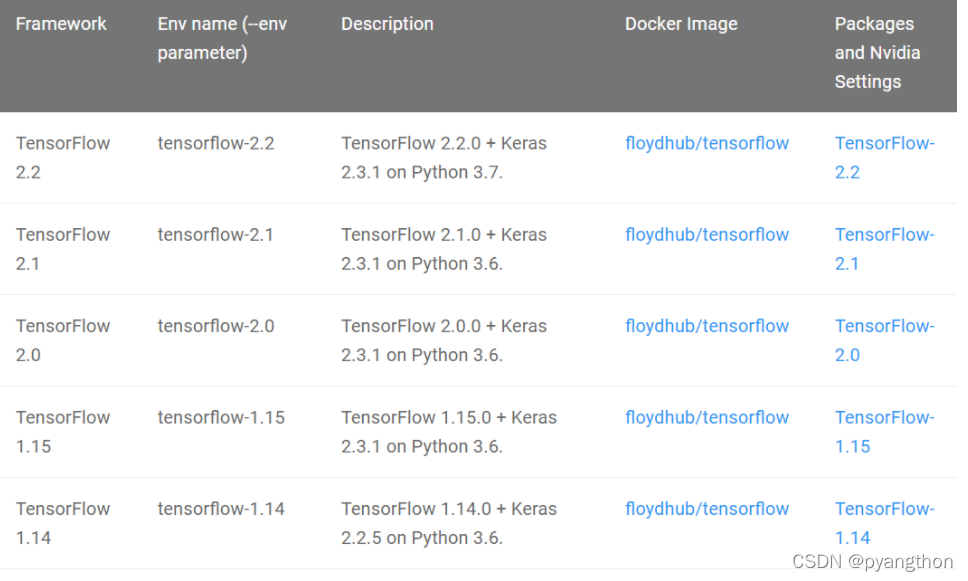 Framework
Env name (--env
parameter)
Description
Docker Image
Packages
and Nvidia
Settings
TensorFlow
2.2
tensorflow-2.2
TensorFlow 2.2.0 + Keras
2.3.1 on Python 3.7.
floydhub/tensorflow
TensorFlow-
2.2
TensorFlow
2.1
tensorflow-2.1
TensorFlow 2.1.0 + Keras
2.3.1 on Python 3.6.
floydhub/tensorflow
TensorFlow-
2.1
TensorFlow
2.0
tensorflow-2.0
TensorFlow 2.0.0 + Keras
2.3.1 on Python 3.6.
floydhub/tensorflow
TensorFlow-
2.0
TensorFlow
1.15
tensorflow-1.15
TensorFlow 1.15.0 + Keras
2.3.1 on Python 3.6.
floydhub/tensorflow
TensorFlow-
1.15
TensorFlow
1.14
tensorflow-1.14
TensorFlow 1.14.0 + Keras
2.2.5 on Python 3.6.
floydhub/tensorflow
TensorFlow-
1.14
CSDN @pyangthon